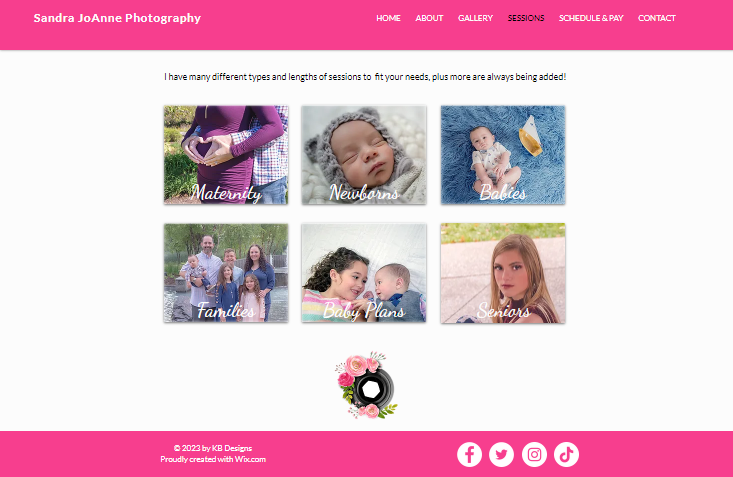 Sandra JoAnne Photography
HOME ABOUT GALLERY SESSIONS SCHEDULE & PAY CONTACT
I have many different types and lengths of sessions to fit your needs, plus more are always being added!
Maternity Newborns Babies
Families Baby Plans Seniors
© 2023 by KB Designs
Proudly created with Wix.com